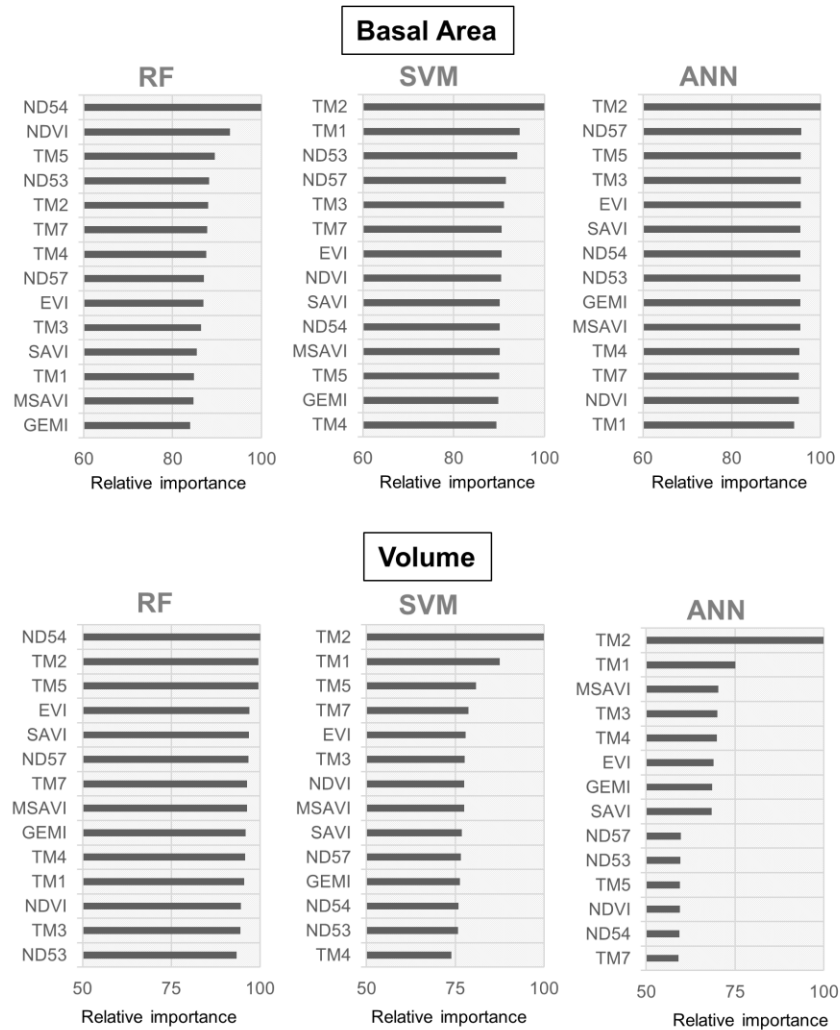 Basal Area
RF
ND54
NDVI
TM5
ND53
TM2
TM7
TM4
ND57
EVI
TM3
SAVI
TM1
MSAVI
GEMI
60 80 100
Relative importance
SVM
TM2
TM1
ND53
ND57
TM3
TM7
EVI
NDVI
SAVI
ND54
MSAVI
TM5
GEMI
TM4
60 80 100
Relative importance
ANN
TM2
ND57
TM5
TM3
EVI
SAVI
ND54
ND53
GEMI
MSAVI
TM4
TM7
NDVI
TM1
60 80 100
Relative importance
Volume
RF
ND54
TM2
TM5
EVI
SAVI
ND57
TM7
MSAVI
GEMI
TM4
TM1
NDVI
TM3
ND53
50 75 100
Relative importance
SVM
TM2
TM1
TM5
TM7
EVI
TM3
NDVI
MSAVI
SAVI
ND57
GEMI
ND54
ND53
TM4
50 75 100
Relative importance
ANN
TM2
TM1
MSAVI
TM3
TM4
EVI
GEMI
SAVI
ND57
ND53
TM5
NDVI
ND54
TM7
50 75 100
Relative importance